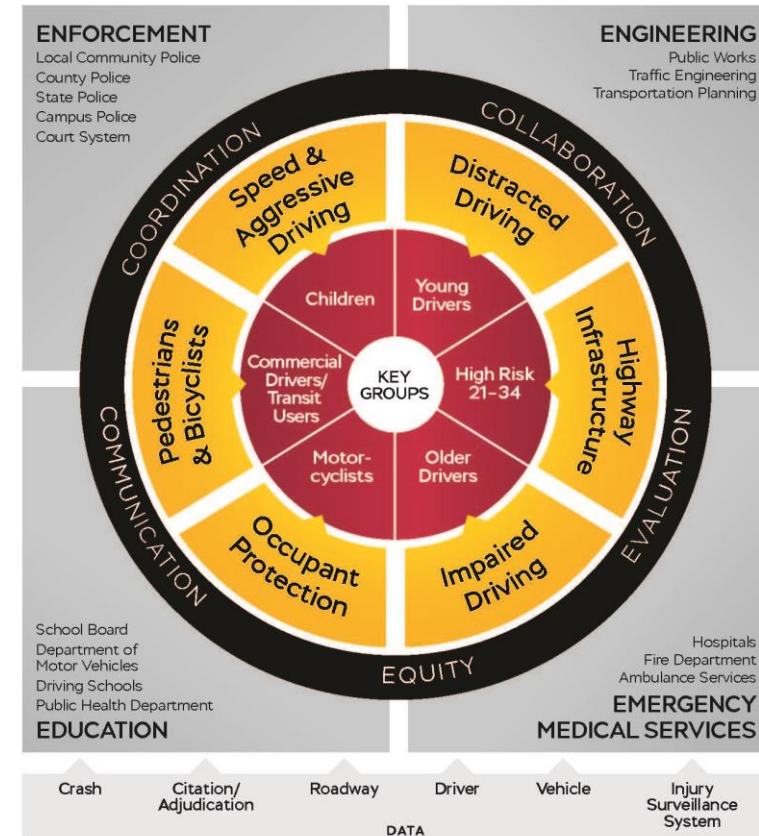 ENFORCEMENT
Local Community Police
County Police
State Police
Campus Police
Court System
ENGINEERING
Public Works
Traffic Engineering
Transportation Planning
COORDINATION
COLLABORATION
COMMUNICATION
EVALUATION
EQUITY
Speed &
Aggressive
Driving
Distracted
Driving
Pedestrians
& Bicyclists
Highway
Infrastructure
Occupant
Protection
Impaired
Driving
Children
Young
Drivers
Commercial
Drivers/
Transit
Users
KEY
GROUPS
High Risk
21–34
Motor-
cyclists
Older
Drivers
School Board
Department of
Motor Vehicles
Driving Schools
Public Health Department
EDUCATION
Hospitals
Fire Department
Ambulance Services
EMERGENCY
MEDICAL SERVICES
Crash
Citation/
Adjudication
Roadway
Driver
Vehicle
Injury
Surveillance
System
DATA